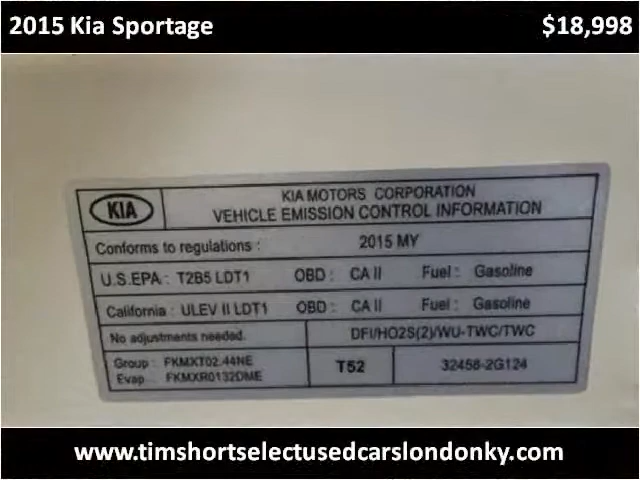 2015 Kia Sportage $18,998
KIA
KIA MOTORS CORPORATION
VEHICLE EMISSION CONTROL INFORMATION
Conforms to regulations : 2015 MY
U.S.EPA : T2B5 LDT1 OBD : CA II Fuel : Gasoline
California : ULEV II LDT1 OBD : CA II Fuel : Gasoline
No adjustments needed. DFI/HO2S(2)/WU-TWC/TWC
Group : FKMXT02.44NE
Evap : FKMXR0132DME
T52 32458-2G124
www.timshortselectusedcarslondonky.com